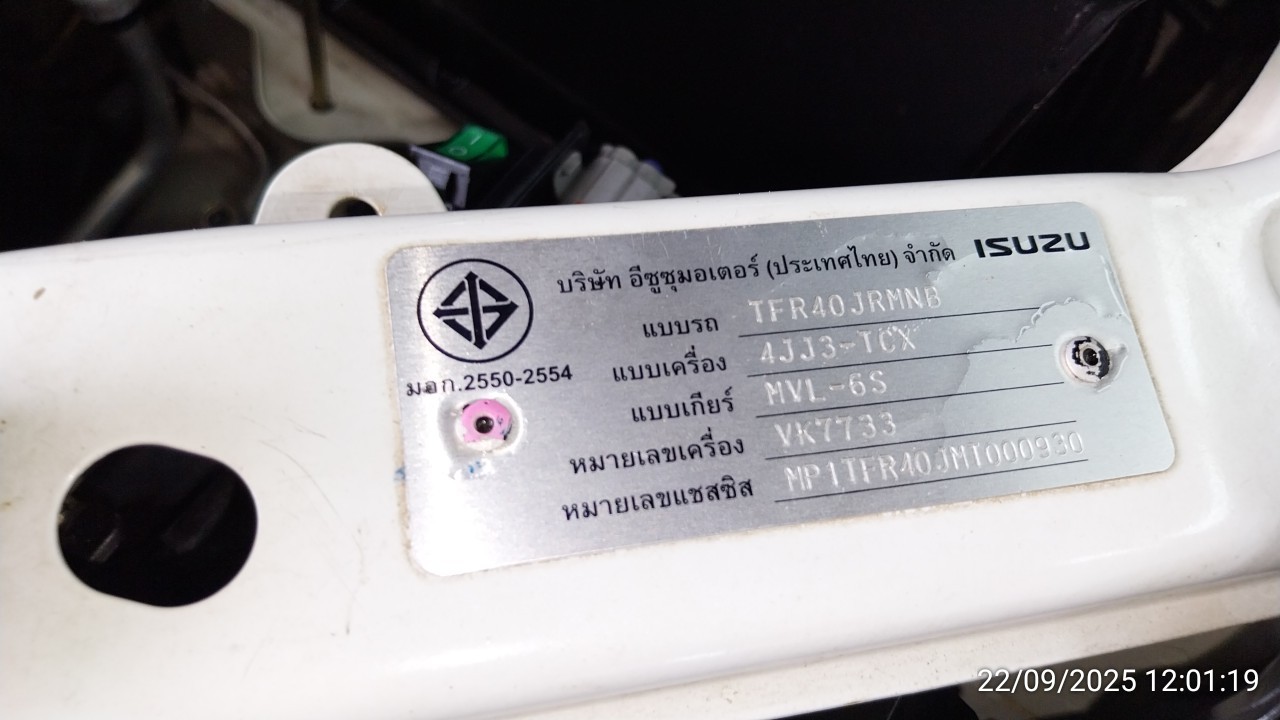 บริษัท อีซูซุมอเตอร์ (ประเทศไทย) จำกัด ISUZU
มอก.2550-2554
แบบรถ TFR40JRMNB
แบบเครื่อง 4JJ3-TCX
แบบเกียร์ MVL-6S
หมายเลขเครื่อง VK7733
หมายเลขแชสซิส MP1TFR40JMT000930
22/09/2025 12:01:19